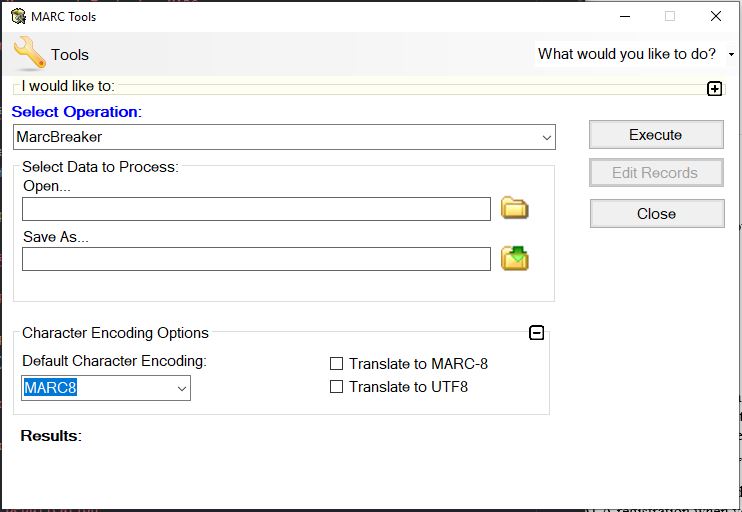 MARC Tools
Tools
What would you like to do?
I would like to:
Select Operation:
MarcBreaker
Execute
Select Data to Process:
Open...
Edit Records
Close
Save As...
Character Encoding Options
Default Character Encoding:
Translate to MARC-8
MARC8
Translate to UTF8
Results: